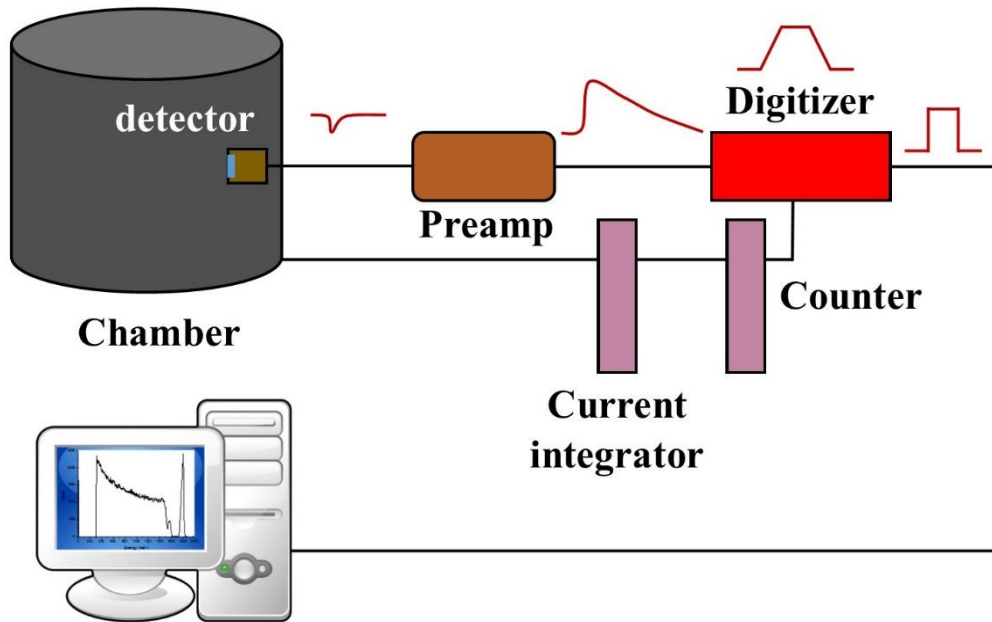 detector
Digitizer
Preamp
Counter
Chamber
Current
integrator